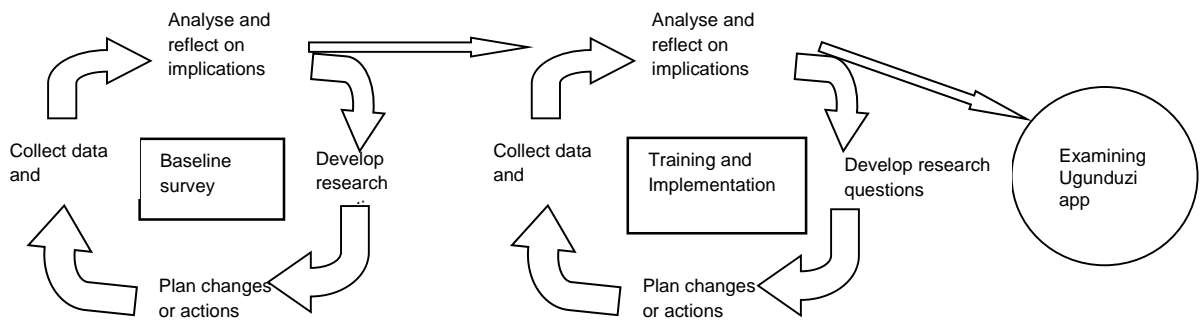 Analyse and
reflect on
implications
Collect data
and
Baseline
survey
Develop
research
Plan changes
or actions
Analyse and
reflect on
implications
Collect data
and
Training and
Implementation
Develop research
questions
Plan changes
or actions
Examining
Ugunduzi
app